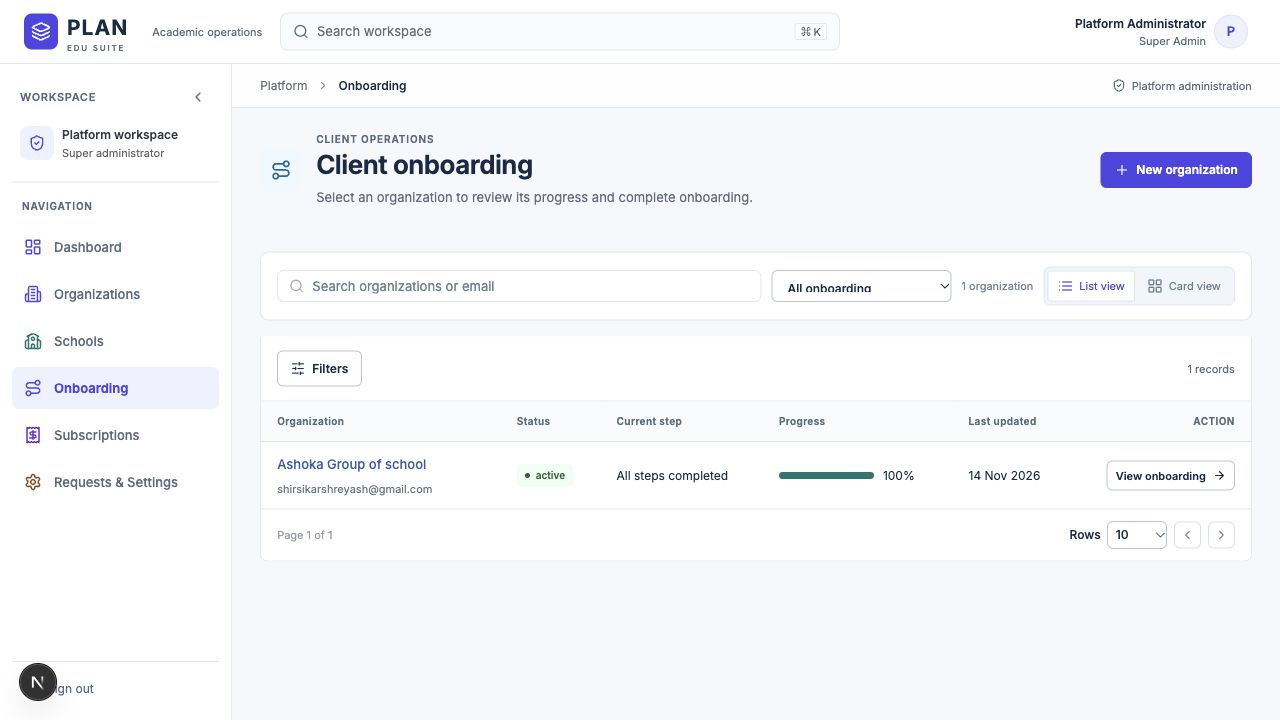 PLAN
EDU SUITE
Academic operations
Search workspace
⌘ K
Platform Administrator
Super Admin
P
WORKSPACE
Platform workspace
Super administrator
NAVIGATION
Dashboard
Organizations
Schools
Onboarding
Subscriptions
Requests & Settings
N
ign out
Platform
Onboarding
Platform administration
CLIENT OPERATIONS
Client onboarding
Select an organization to review its progress and complete onboarding.
New organization
Search organizations or email
All onboarding
1 organization
List view
Card view
Filters
1 records
Organization Status Current step Progress Last updated ACTION
Ashoka Group of school
shirsikarshreyash@gmail.com
active
All steps completed
100%
14 Nov 2026
View onboarding
Page 1 of 1
Rows 10